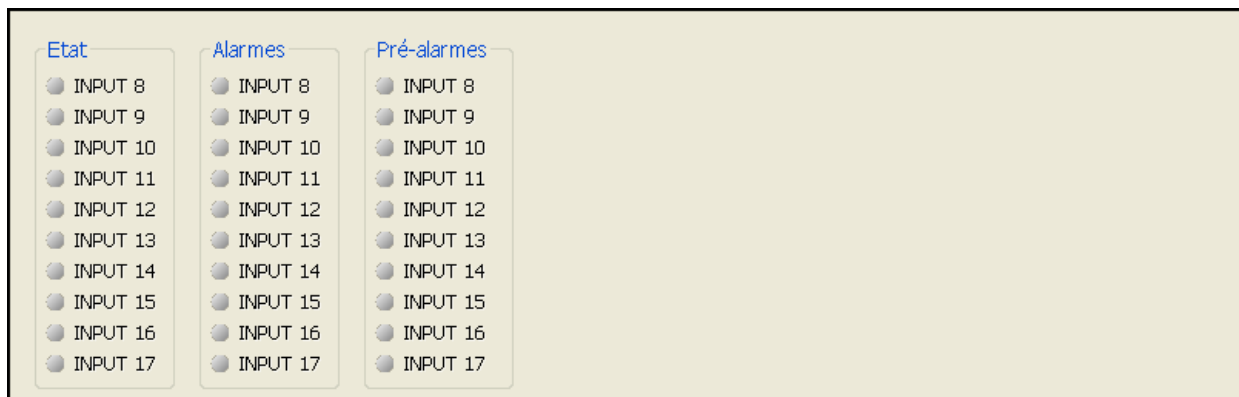 Etat
INPUT 8
INPUT 9
INPUT 10
INPUT 11
INPUT 12
INPUT 13
INPUT 14
INPUT 15
INPUT 16
INPUT 17
Alarmes
INPUT 8
INPUT 9
INPUT 10
INPUT 11
INPUT 12
INPUT 13
INPUT 14
INPUT 15
INPUT 16
INPUT 17
Pré-alarmes
INPUT 8
INPUT 9
INPUT 10
INPUT 11
INPUT 12
INPUT 13
INPUT 14
INPUT 15
INPUT 16
INPUT 17